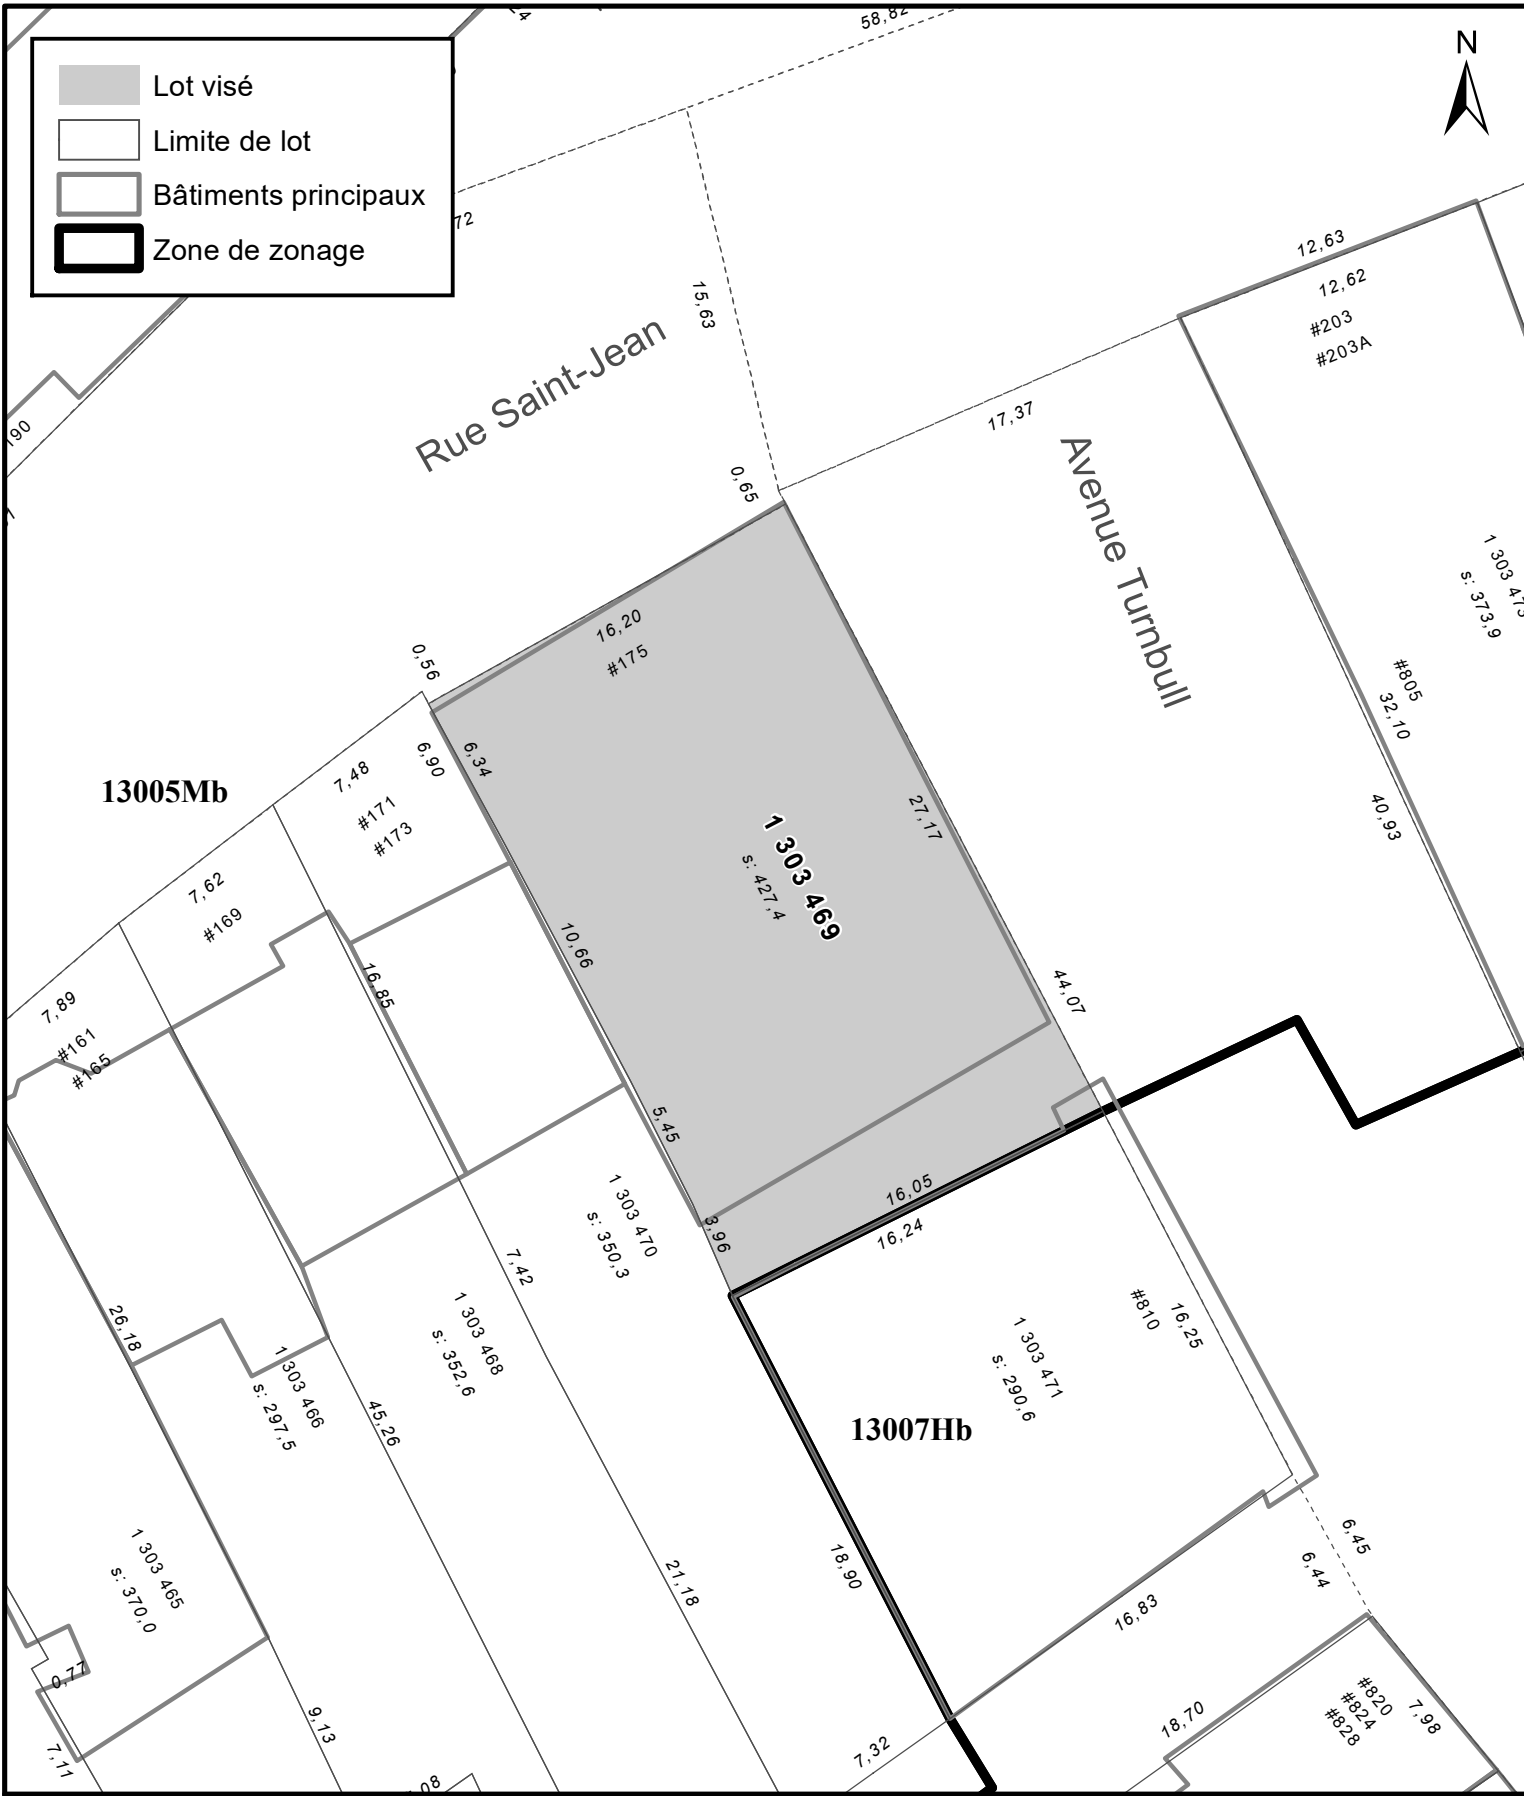 24
58,82
N
Lot visé
Limite de lot
Bâtiments principaux
Zone de zonage
72
15,63
12,63
12,62
#203
#203A
Rue Saint-Jean
17,37
190
Avenue Turnbull
0,65
1 303 473
s: 373,9
16,20
#175
0,56
#805
32,10
40,93
6,90
6,34
7,48
#171
#173
13005Mb
27,17
1 303 469
s: 427,4
7,62
#169
10,66
16,85
44,07
7,89
#161
#165
5,45
16,05
16,24
3,96
1 303 470
s: 350,3
7,42
#810
16,25
26,18
1 303 468
s: 352,6
1 303 471
s: 290,6
1 303 466
s: 297,5
45,26
13007Hb
1 303 465
s: 370,0
18,90
21,18
6,45
6,44
16,83
0,77
9,13
7,11
7,32
18,70
#820
#824
#828
7,98
08